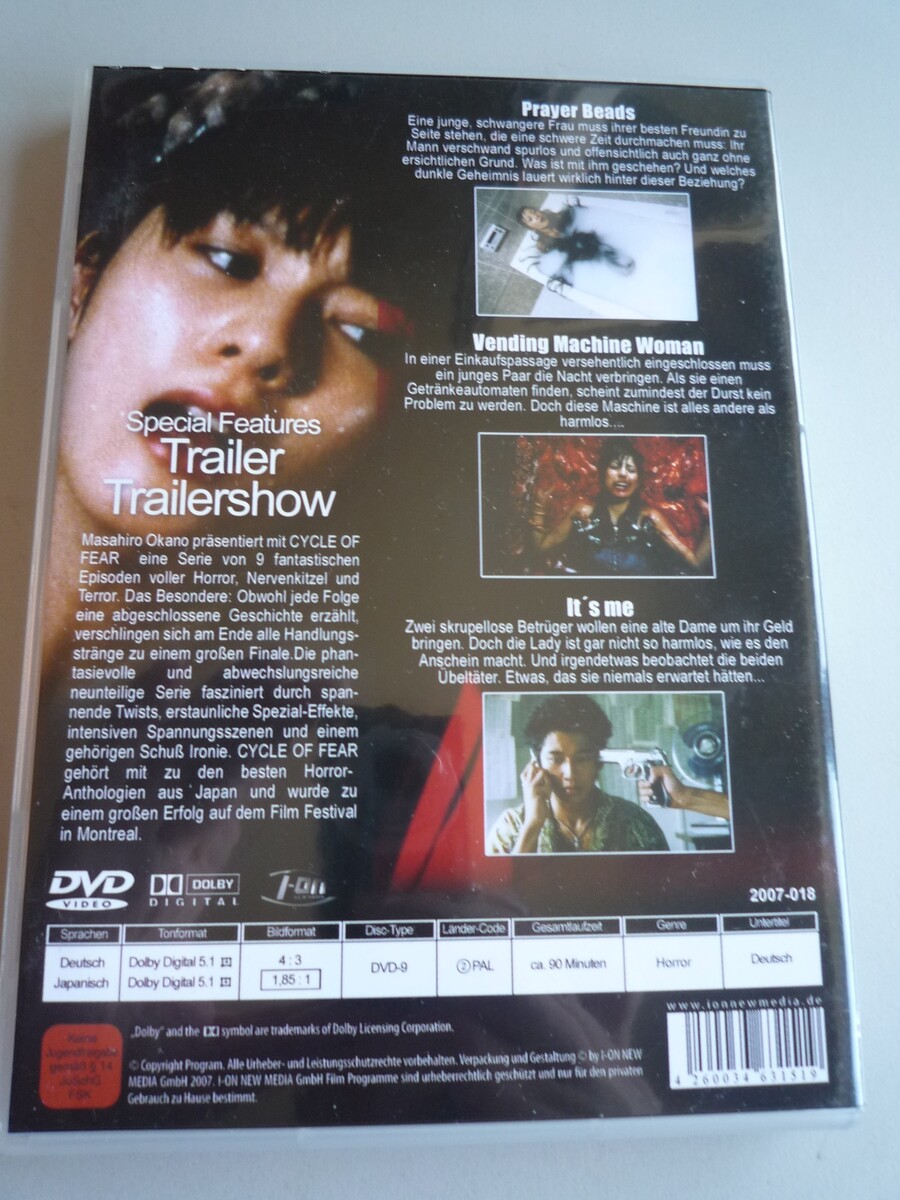 Prayer Beads
Eine junge, schwangere Frau muss ihrer besten Freundin zu
Seite stehen, die eine schwere Zeit durchmachen muss: Ihr
Mann verschwand spurlos und offensichtlich auch ganz ohne
ersichtlichen Grund. Was ist mit ihm geschehen? Und welches
dunkle Geheimnis lauert wirklich hinter dieser Beziehung?
Vending Machine Woman
In einer Einkaufspassage versehentlich eingeschlossen muss
ein junges Paar die Nacht verbringen. Als sie einen
Getränkeautomaten finden, scheint zumindest der Durst kein
Problem zu werden. Doch diese Maschine ist alles andere als
harmlos....
It´s me
Zwei skrupellose Betrüger wollen eine alte Dame um ihr Geld
bringen. Doch die Lady ist gar nicht so harmlos, wie es den
Anschein macht. Und irgendetwas beobachtet die beiden
Übeltäter. Etwas, das sie niemals erwartet hätten...
Special Features
Trailer
Trailershow
Masahiro Okano präsentiert mit CYCLE OF
FEAR eine Serie von 9 fantastischen
Episoden voller Horror, Nervenkitzel und
Terror. Das Besondere: Obwohl jede Folge
eine abgeschlossene Geschichte erzählt,
verschlingen sich am Ende alle Handlungs-
stränge zu einem großen Finale.Die phan-
tasievolle und abwechslungsreiche
neunteilige Serie fasziniert durch span-
nende Twists, erstaunliche Spezial-Effekte,
intensiven Spannungsszenen und einem
gehörigen Schuß Ironie. CYCLE OF FEAR
gehört mit zu den besten Horror-
Anthologien aus Japan und wurde zu
einem großen Erfolg auf dem Film Festival
in Montreal.
DVD VIDEO
DOLBY DIGITAL
I-ON
2007-018
Sprachen Tonformat Bildformat Disc-Type Länder-Code Gesamtlaufzeit Genre Untertitel
Deutsch Dolby Digital 5.1 4 : 3 DVD-9 2 PAL ca. 90 Minuten Horror Deutsch
Japanisch Dolby Digital 5.1 1,85 : 1
www.ionnewmedia.de
„Dolby" and the symbol are trademarks of Dolby Licensing Corporation.
© Copyright Program. Alle Urheber- und Leistungsschutzrechte vorbehalten. Verpackung und Gestaltung © by I-ON NEW
MEDIA GmbH 2007. I-ON NEW MEDIA GmbH Film Programme sind urheberrechtlich geschützt und nur für den privaten
Gebrauch zu Hause bestimmt.
Keine
Jugendfreigabe
gemäß § 14
JuSchG
FSK
4 260034 631519